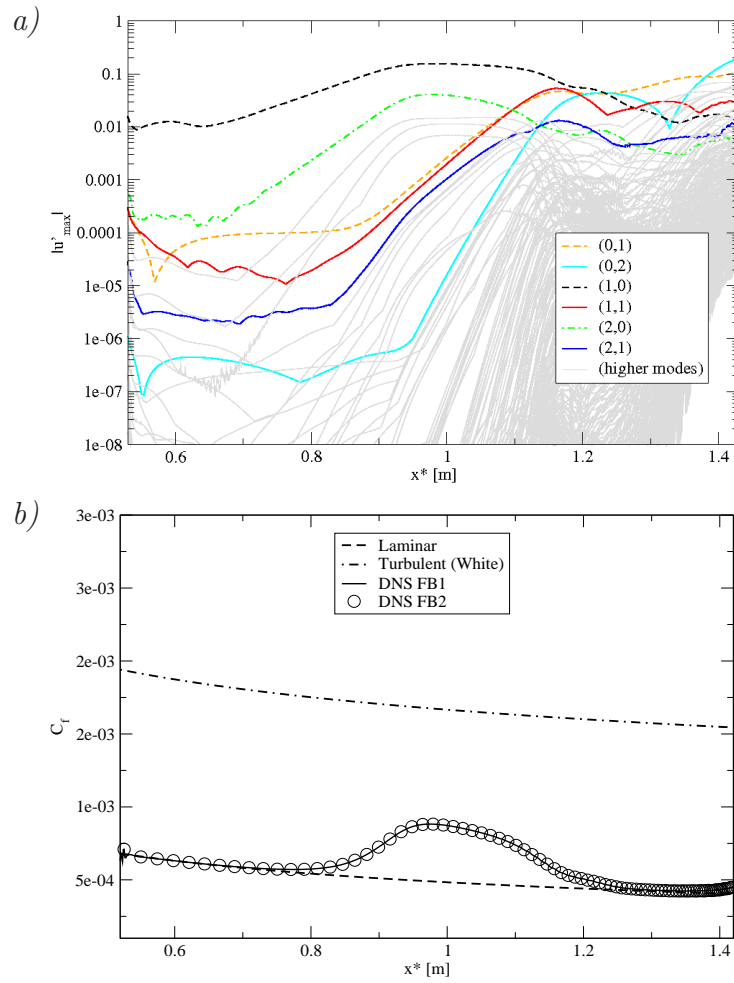 a)
1
0.1
0.01
0.001
0.0001
1e-05
1e-06
1e-07
1e-08
|u'max|
(0,1)
(0,2)
(1,0)
(1,1)
(2,0)
(2,1)
(higher modes)
0.6 0.8 1 1.2 1.4
x* [m]
b)
3e-03
3e-03
2e-03
2e-03
1e-03
5e-04
Cf
Laminar
Turbulent (White)
DNS FB1
DNS FB2
0.6 0.8 1 1.2 1.4
x* [m]